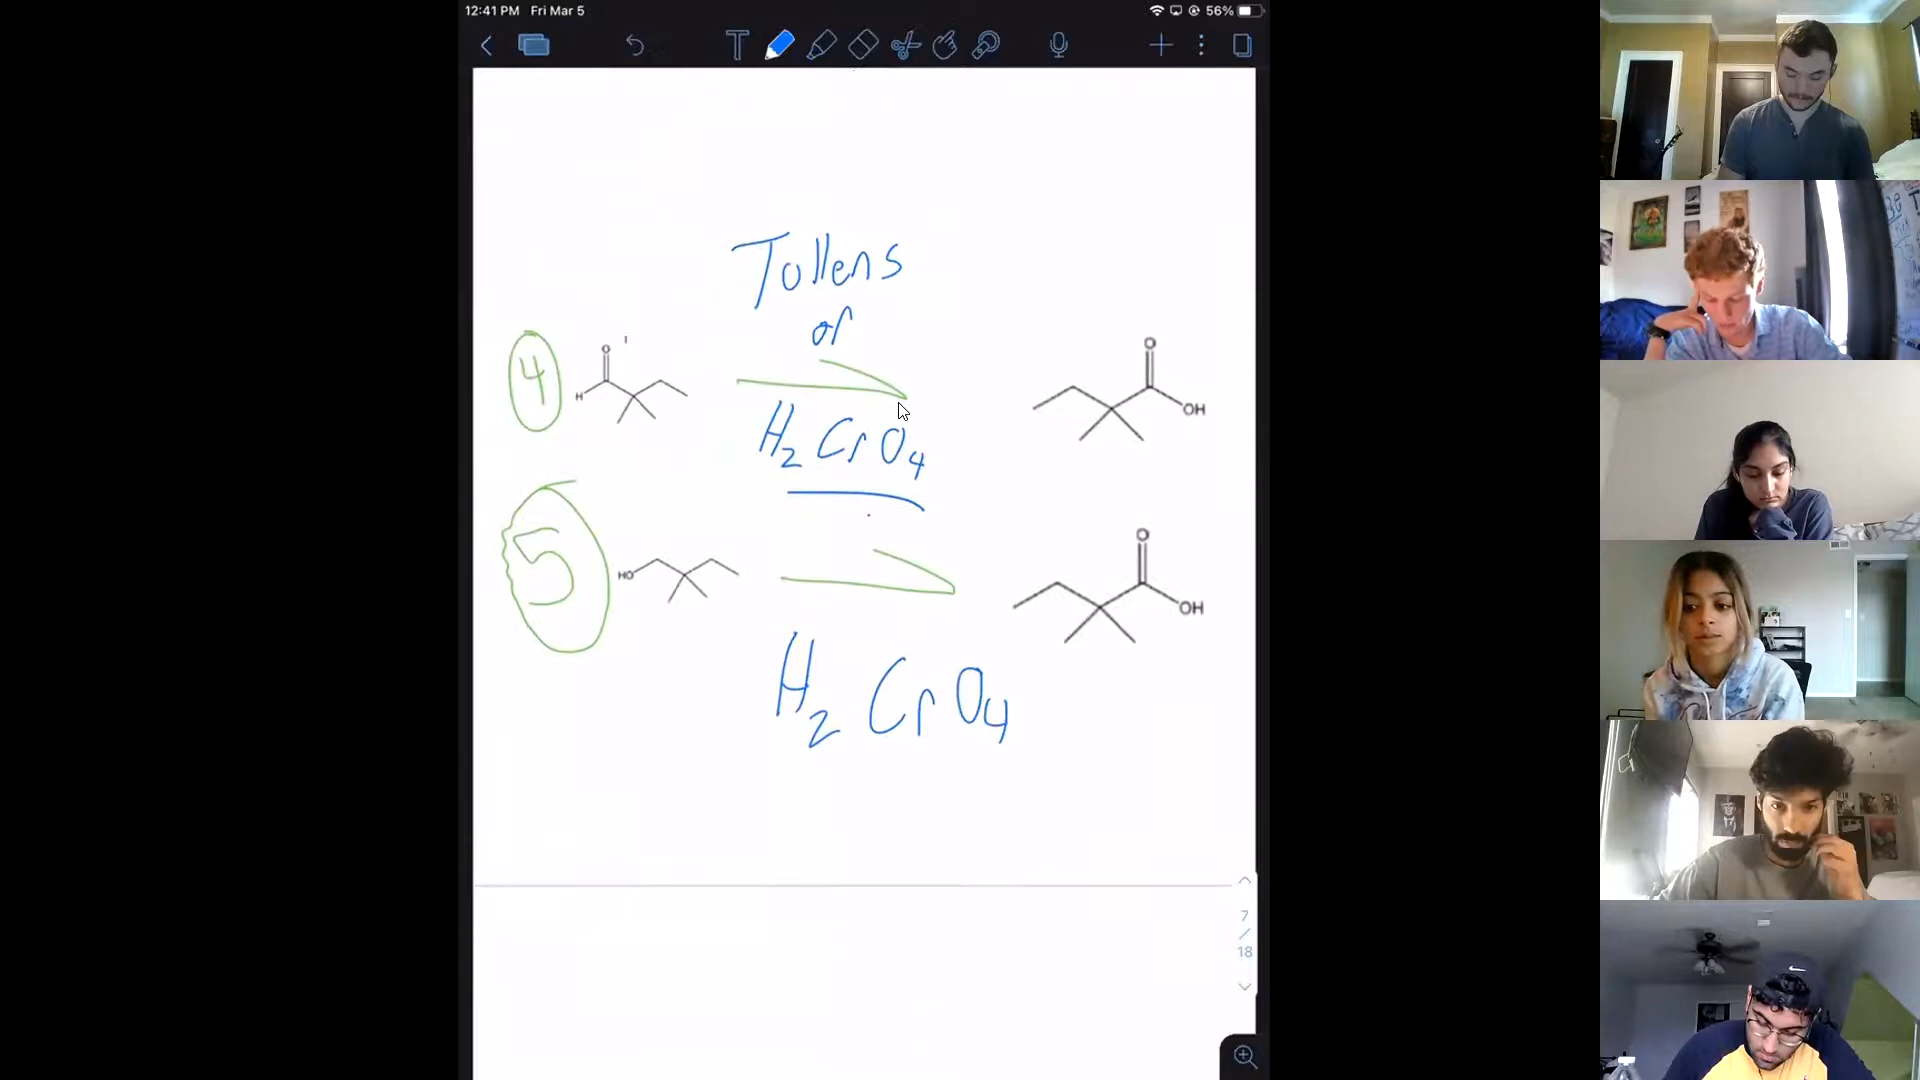 12:41 PM Fri Mar 5
56%
T
Tollens
or
4
O
H
H2CrO4
O
OH
5
HO
O
OH
H2CrO4
7
/
18